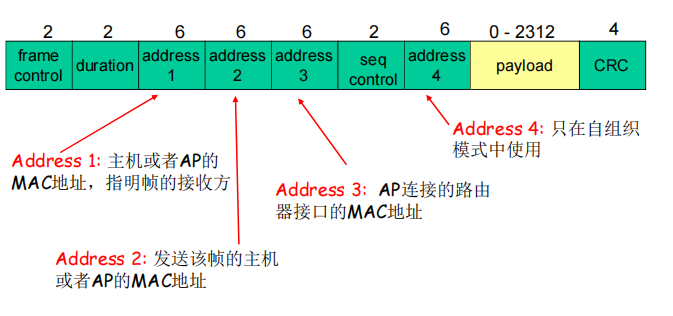 2 2 6 6 6 2 6 0 - 2312 4
frame control duration address 1 address 2 address 3 seq control address 4 payload CRC
Address 4: 只在自组织
模式中使用
Address 1: 主机或者AP的
MAC地址，指明帧的接收方
Address 3: AP连接的路由
器接口的MAC地址
Address 2: 发送该帧的主机
或者AP的MAC地址